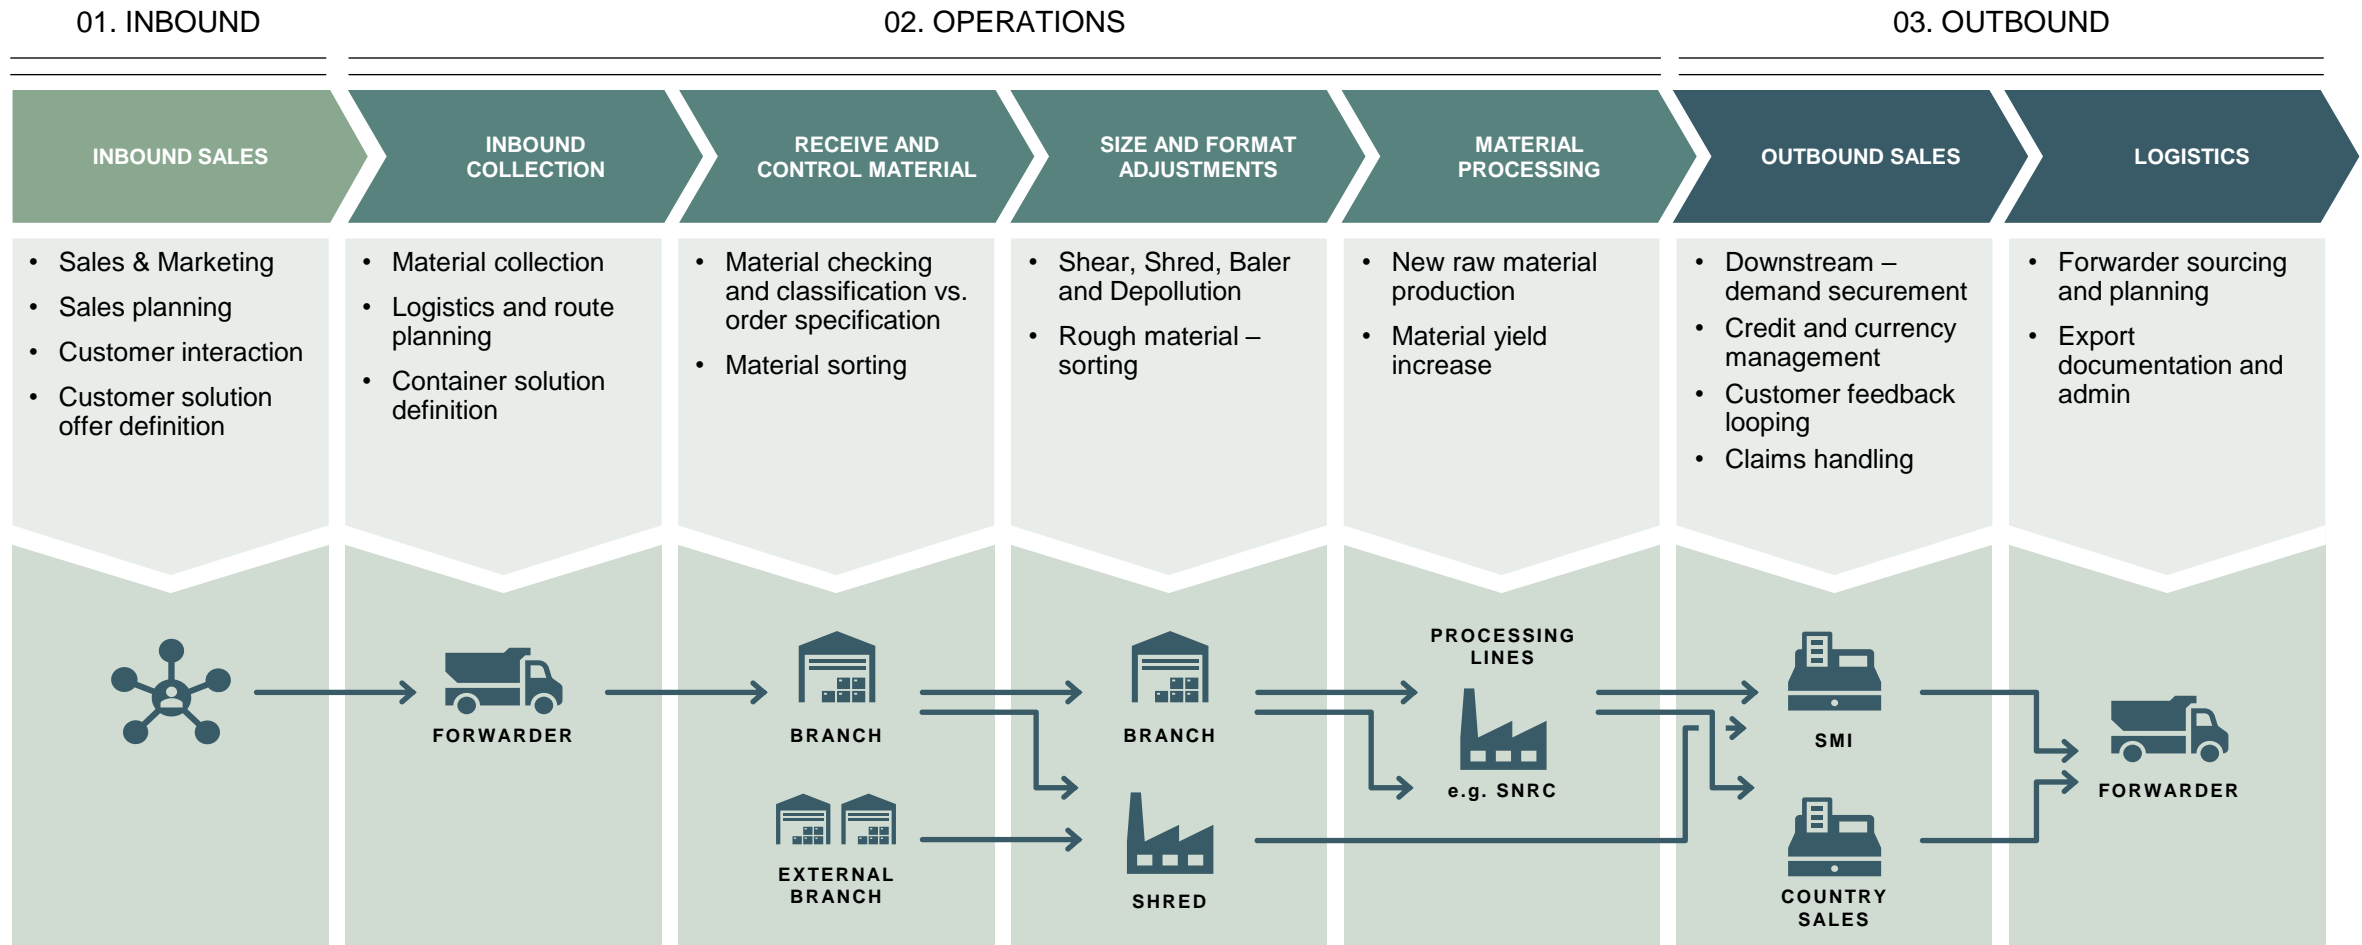 01. INBOUND
02. OPERATIONS
03. OUTBOUND
INBOUND SALES
INBOUND
COLLECTION
RECEIVE AND
CONTROL MATERIAL
SIZE AND FORMAT
ADJUSTMENTS
MATERIAL
PROCESSING
OUTBOUND SALES
LOGISTICS
• Sales & Marketing
• Sales planning
• Customer interaction
• Customer solution
offer definition
• Material collection
• Logistics and route
planning
• Container solution
definition
• Material checking
and classification vs.
order specification
• Material sorting
• Shear, Shred, Baler
and Depollution
• Rough material –
sorting
• New raw material
production
• Material yield
increase
• Downstream –
demand securement
• Credit and currency
management
• Customer feedback
looping
• Claims handling
• Forwarder sourcing
and planning
• Export
documentation and
admin
FORWARDER
BRANCH
EXTERNAL
BRANCH
BRANCH
SHRED
PROCESSING
LINES
e.g. SNRC
SMI
COUNTRY
SALES
FORWARDER